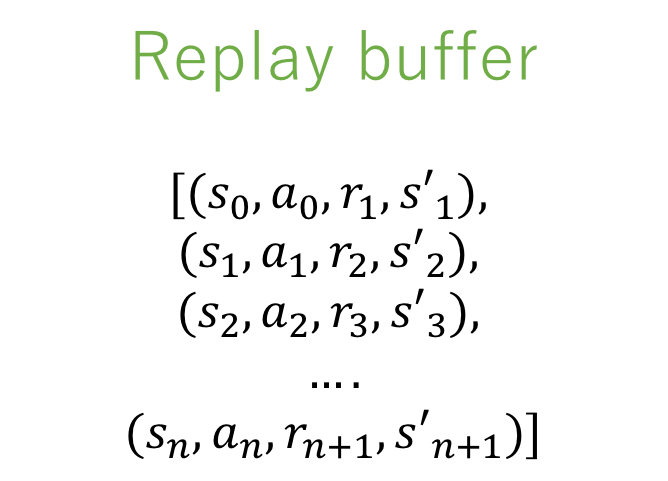 Replay buffer
[(s₀, a₀, r₁, s′₁),
(s₁, a₁, r₂, s′₂),
(s₂, a₂, r₃, s′₃),
... .
(sₙ, aₙ, rₙ₊₁, s′ₙ₊₁)]